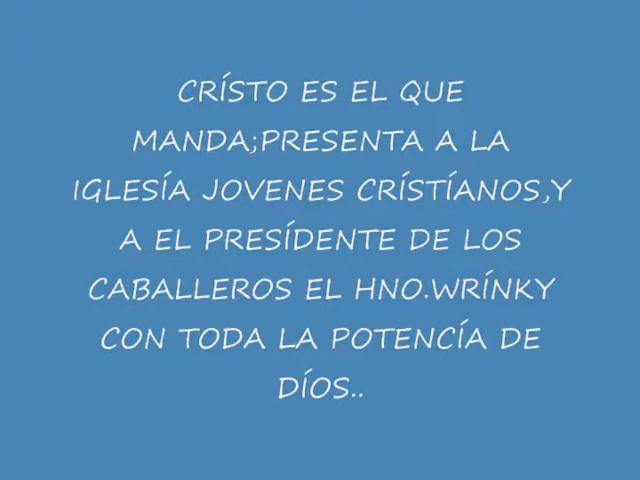 CRÍSTO ES EL QUE
MANDA;PRESENTA A LA
IGLESÍA JOVENES CRÍSTÍANOS,Y
A EL PRESÍDENTE DE LOS
CABALLEROS EL HNO.WRÍNKY
CON TODA LA POTENCÍA DE
DÍOS..